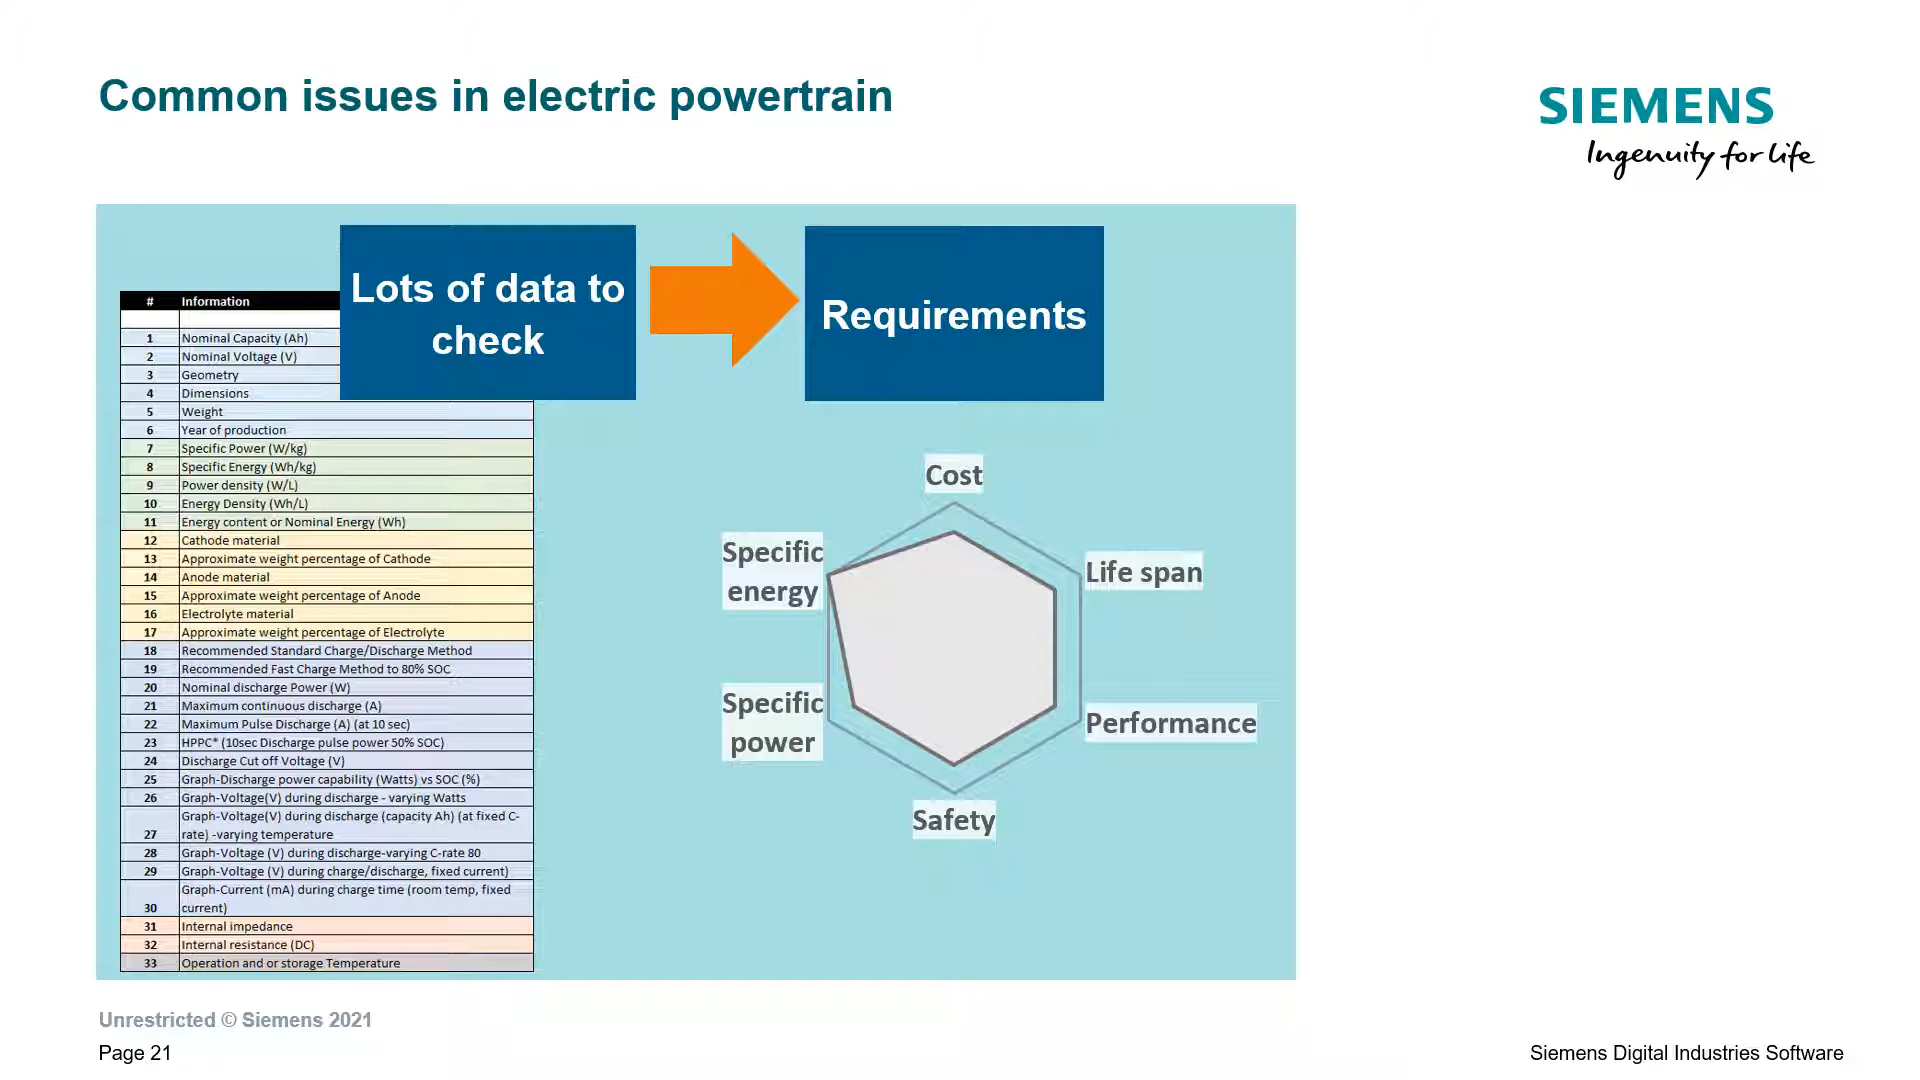 Common issues in electric powertrain
SIEMENS
Ingenuity for life
Lots of data to
check
Requirements
# Information
1 Nominal Capacity (Ah)
2 Nominal Voltage (V)
3 Geometry
4 Dimensions
5 Weight
6 Year of production
7 Specific Power (W/kg)
8 Specific Energy (Wh/kg)
9 Power density (W/L)
10 Energy Density (Wh/L)
11 Energy content or Nominal Energy (Wh)
12 Cathode material
13 Approximate weight percentage of Cathode
14 Anode material
15 Approximate weight percentage of Anode
16 Electrolyte material
17 Approximate weight percentage of Electrolyte
18 Recommended Standard Charge/Discharge Method
19 Recommended Fast Charge Method to 80% SOC
20 Nominal discharge Power (W)
21 Maximum continuous discharge (A)
22 Maximum Pulse Discharge (A) (at 10 sec)
23 HPPC* (10sec Discharge pulse power 50% SOC)
24 Discharge Cut off Voltage (V)
25 Graph-Discharge power capability (Watts) vs SOC (%)
26 Graph-Voltage(V) during discharge - varying Watts
Graph-Voltage(V) during discharge (capacity Ah) (at fixed C-
27 rate) -varying temperature
28 Graph-Voltage (V) during discharge-varying C-rate 80
29 Graph-Voltage (V) during charge/discharge, fixed current)
Graph-Current (mA) during charge time (room temp, fixed
30 current)
31 Internal impedance
32 Internal resistance (DC)
33 Operation and or storage Temperature
Cost
Specific
energy
Life span
Specific
power
Performance
Safety
Unrestricted © Siemens 2021
Page 21
Siemens Digital Industries Software